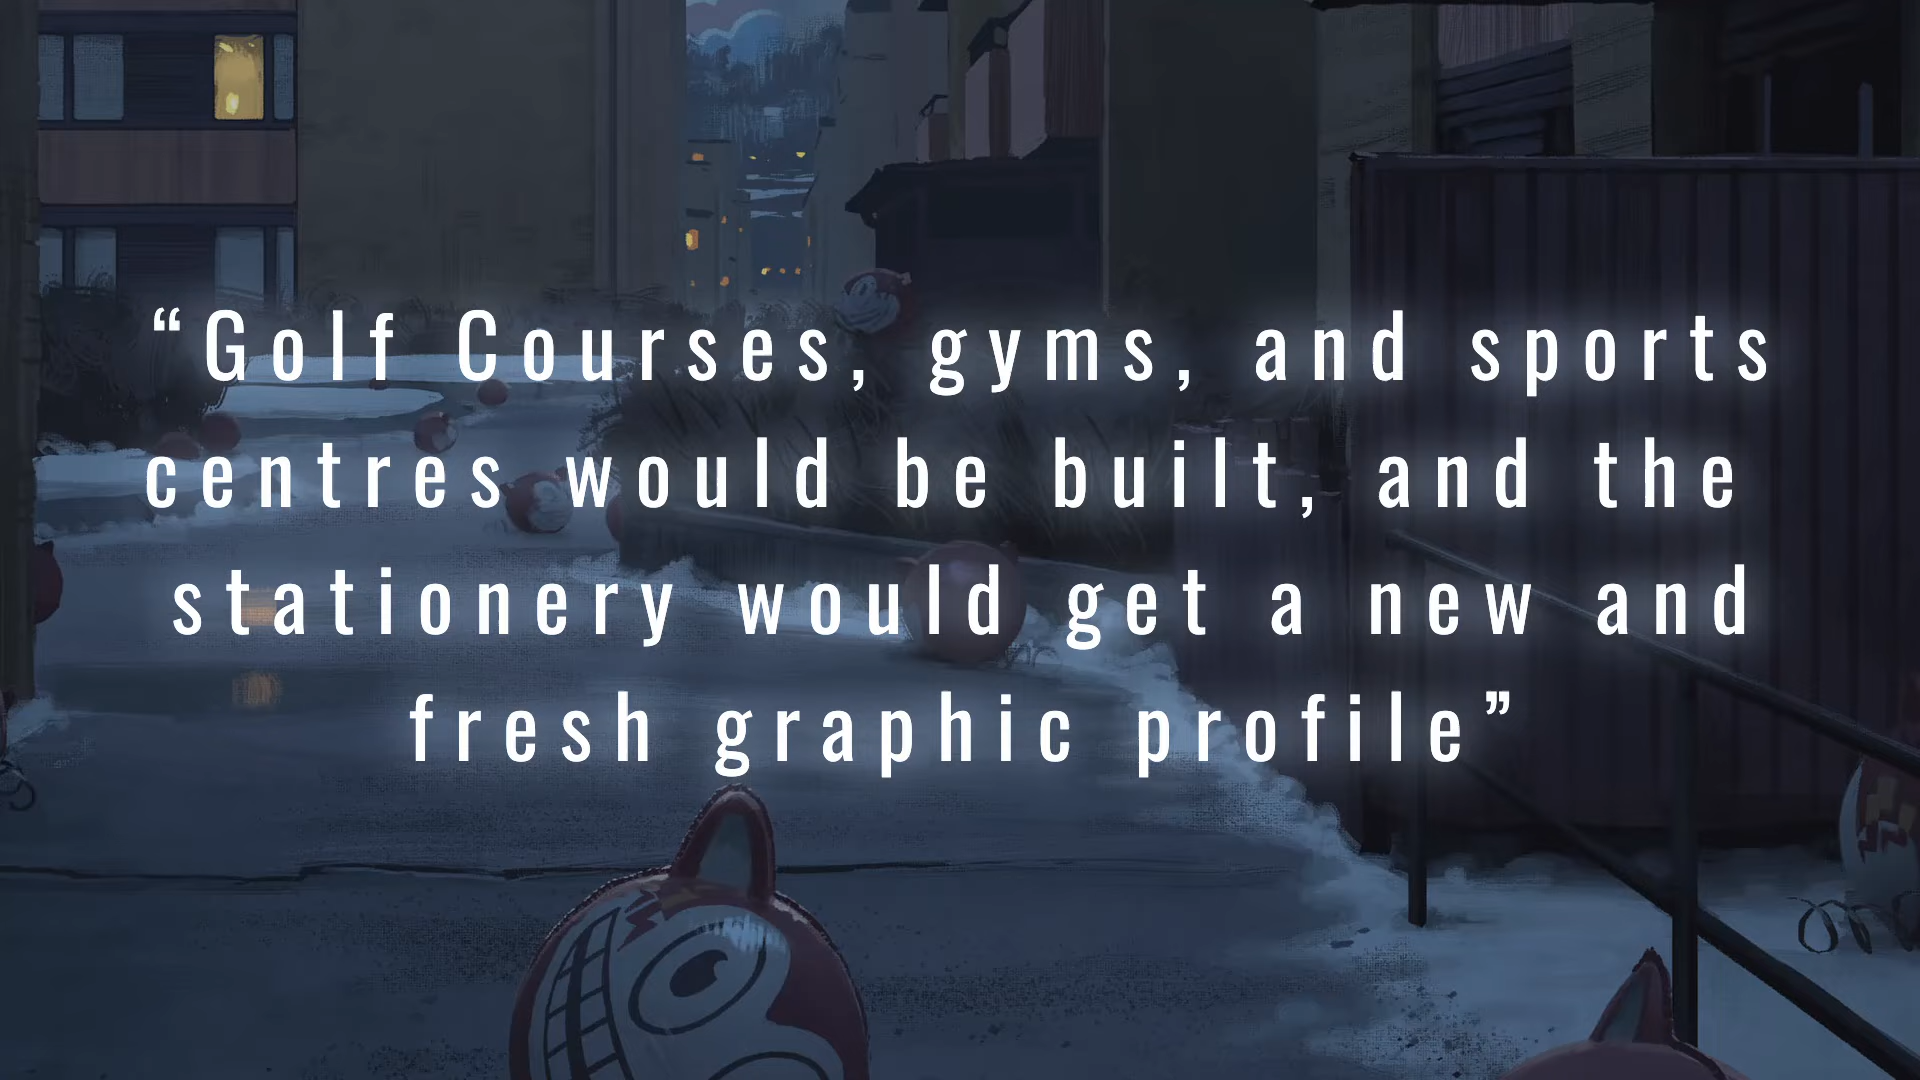 “Golf Courses, gyms, and sports
centres would be built, and the
stationery would get a new and
fresh graphic profile”